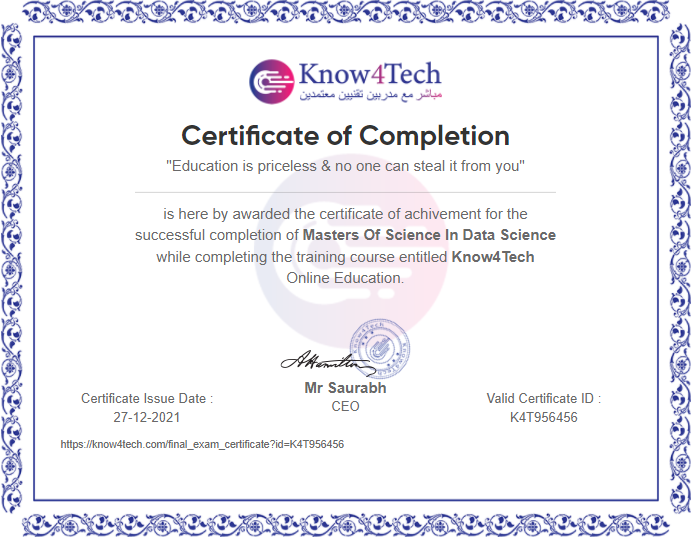 Know4Tech
مباشر مع مدربين تقنيين معتمدين
Certificate of Completion
"Education is priceless & no one can steal it from you"
is here by awarded the certificate of achivement for the
successful completion of Masters Of Science In Data Science
while completing the training course entitled Know4Tech
Online Education.
Know4Tech
AHamilton
Mr Saurabh
CEO
Certificate Issue Date :
27-12-2021
Valid Certificate ID :
K4T956456
https://know4tech.com/final_exam_certificate?id=K4T956456